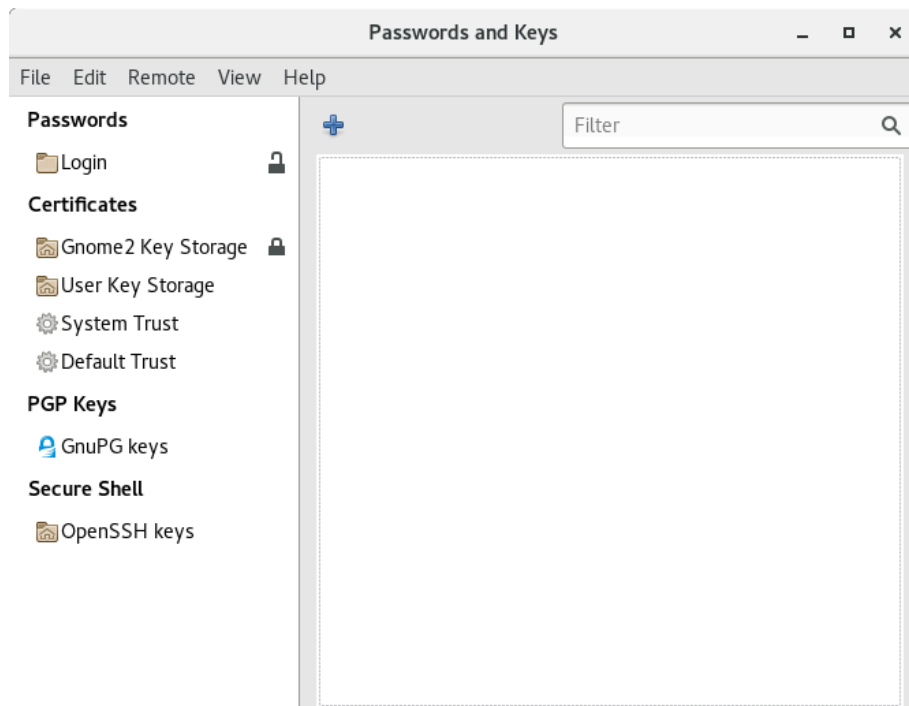 Passwords and Keys
File Edit Remote View Help
Passwords
Filter
Login
Certificates
Gnome2 Key Storage
User Key Storage
System Trust
Default Trust
PGP Keys
GnuPG keys
Secure Shell
OpenSSH keys